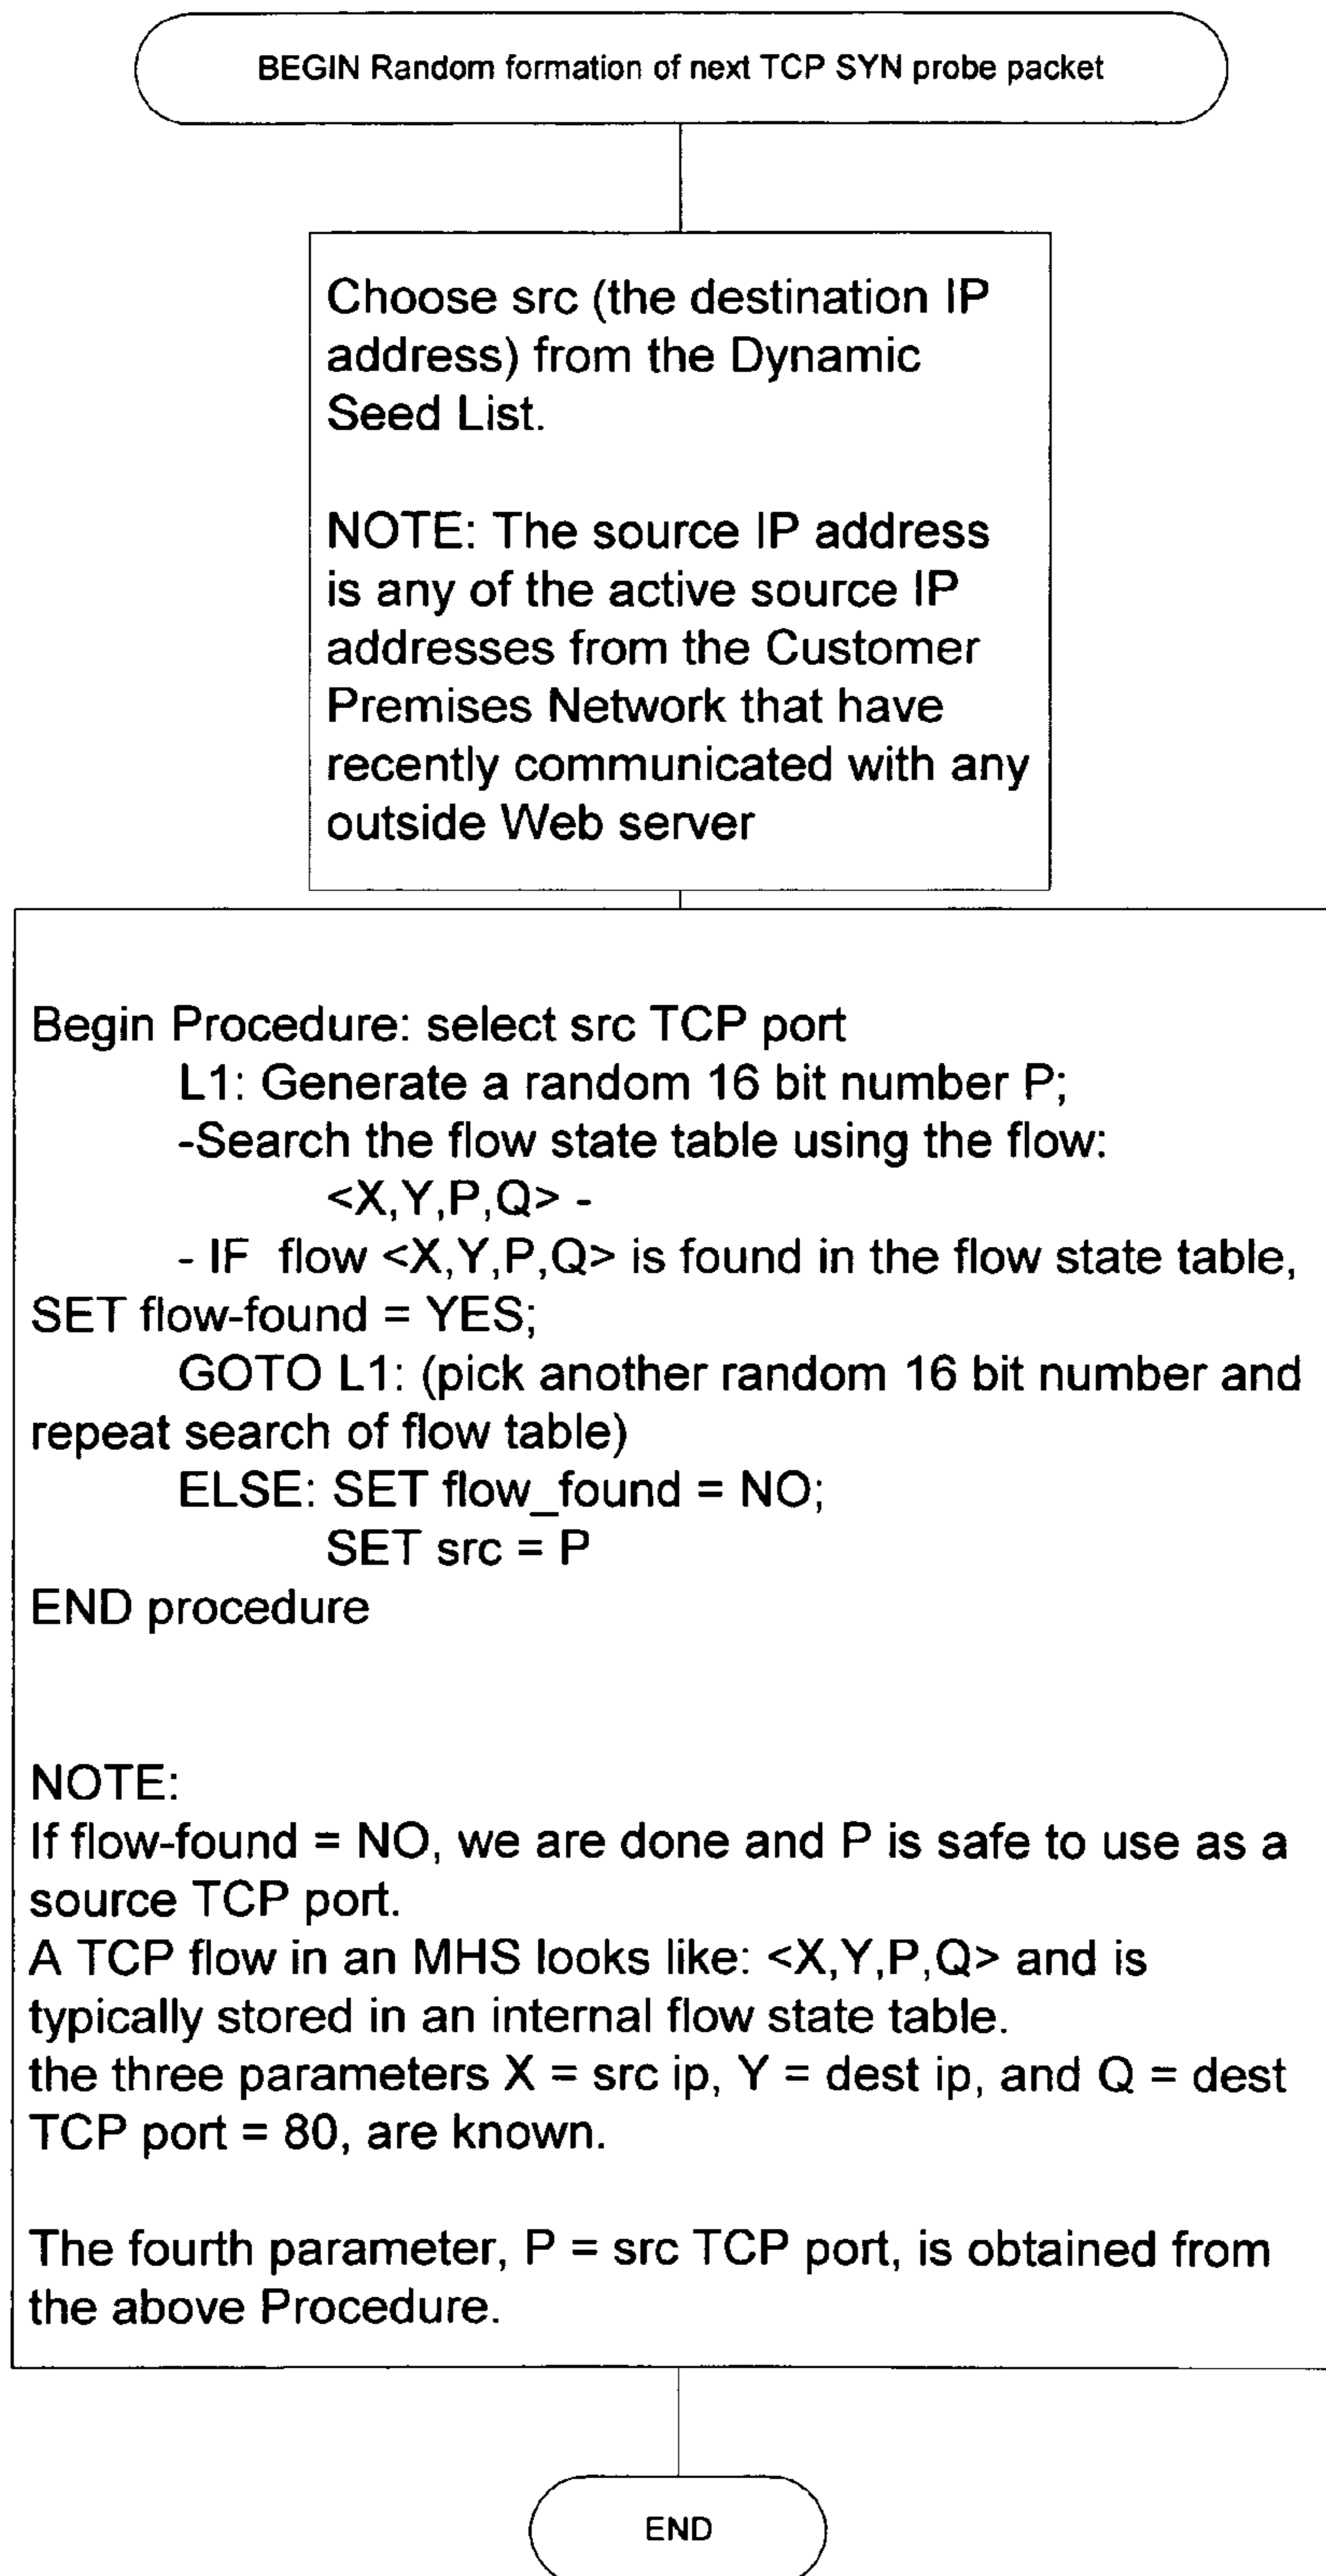 BEGIN Random formation of next TCP SYN probe packet
Choose src (the destination IP
address) from the Dynamic
Seed List.
NOTE: The source IP address
is any of the active source IP
addresses from the Customer
Premises Network that have
recently communicated with any
outside Web server
Begin Procedure: select src TCP port
L1: Generate a random 16 bit number P;
-Search the flow state table using the flow:
<X,Y,P,Q> -
- IF  flow <X,Y,P,Q> is found in the flow state table,
SET flow-found = YES;
GOTO L1: (pick another random 16 bit number and
repeat search of flow table)
ELSE: SET flow_found = NO;
SET src = P
END procedure
NOTE:
If flow-found = NO, we are done and P is safe to use as a
source TCP port.
A TCP flow in an MHS looks like: <X,Y,P,Q> and is
typically stored in an internal flow state table.
the three parameters X = src ip, Y = dest ip, and Q = dest
TCP port = 80, are known.
The fourth parameter, P = src TCP port, is obtained from
the above Procedure.
END